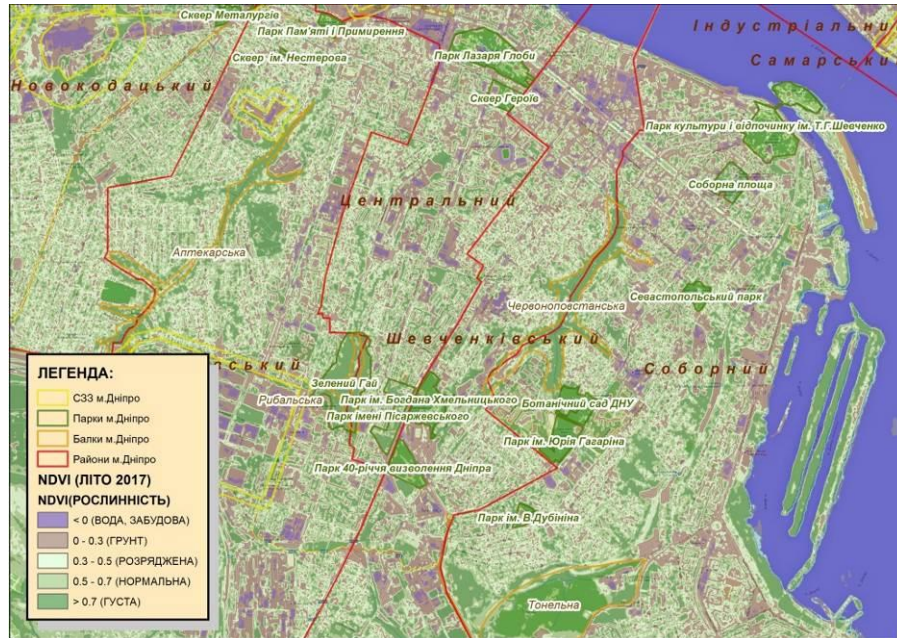 Сквер Металургів
Парк Пам'яті і Примирення
Індустріальний
Самарськ
Сквер ім. Нестерова
Парк Лазаря Глоби
Новокодацький
Сквер Героїв
Парк культури і відпочинку ім. Т.Г.Шевченко
Соборна площа
Центральний
Аптекарська
Севастопольський парк
Червоноповстанська
Шевченківський
Соборний
ський
Зелений Гай
Рибальська
Парк ім. Богдана Хмельницького
Ботанічний сад ДНУ
Парк імені Пісаржевського
Парк ім. Юрія Гагаріна
Парк 40-річчя визволення Дніпра
Парк ім. В.Дубініна
Тонельна
ЛЕГЕНДА:
СЗЗ м.Дніпро
Парки м.Дніпро
Балки м.Дніпро
Райони м.Дніпро
NDVI (ЛІТО 2017)
NDVI(РОСЛИННІСТЬ)
< 0 (ВОДА, ЗАБУДОВА)
0 - 0.3 (ГРУНТ)
0.3 - 0.5 (РОЗРЯДЖЕНА)
0.5 - 0.7 (НОРМАЛЬНА)
> 0.7 (ГУСТА)